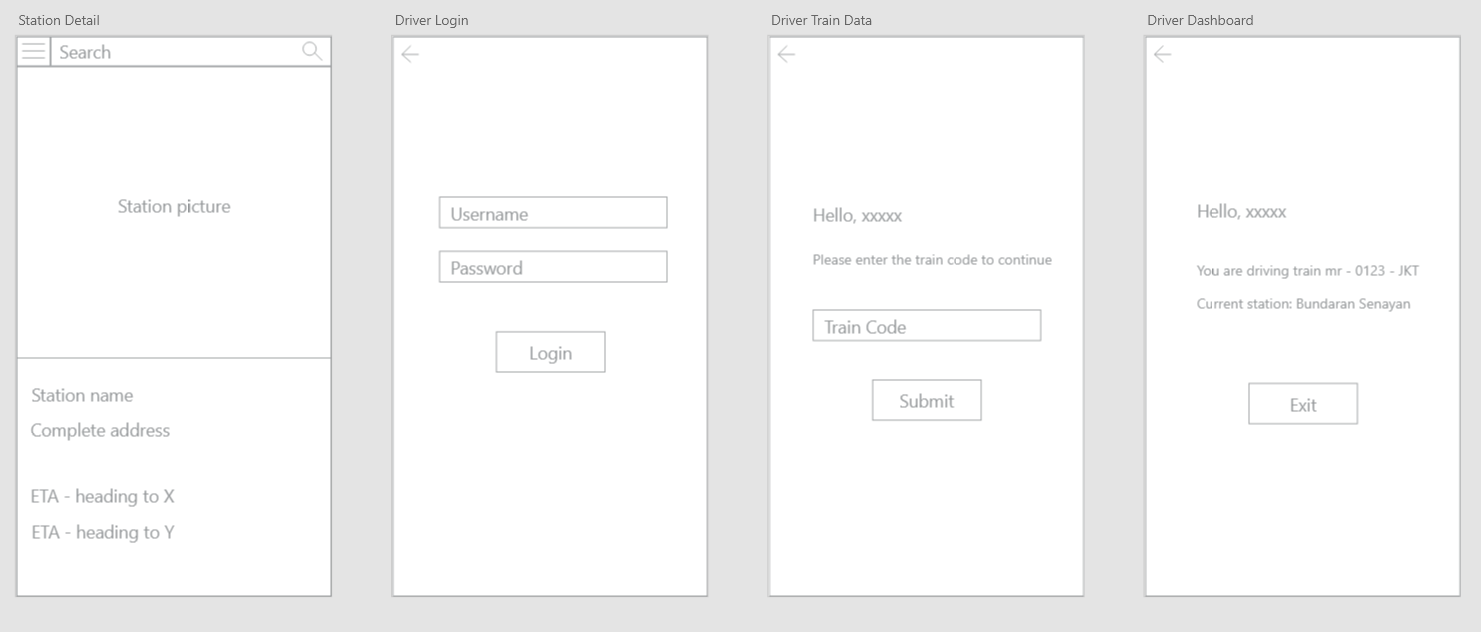 Station Detail
Search
Station picture
Station name
Complete address
ETA - heading to X
ETA - heading to Y
Driver Login
Username
Password
Login
Driver Train Data
Hello, xxxxx
Please enter the train code to continue
Train Code
Submit
Driver Dashboard
Hello, xxxxx
You are driving train mr - 0123 - JKT
Current station: Bundaran Senayan
Exit